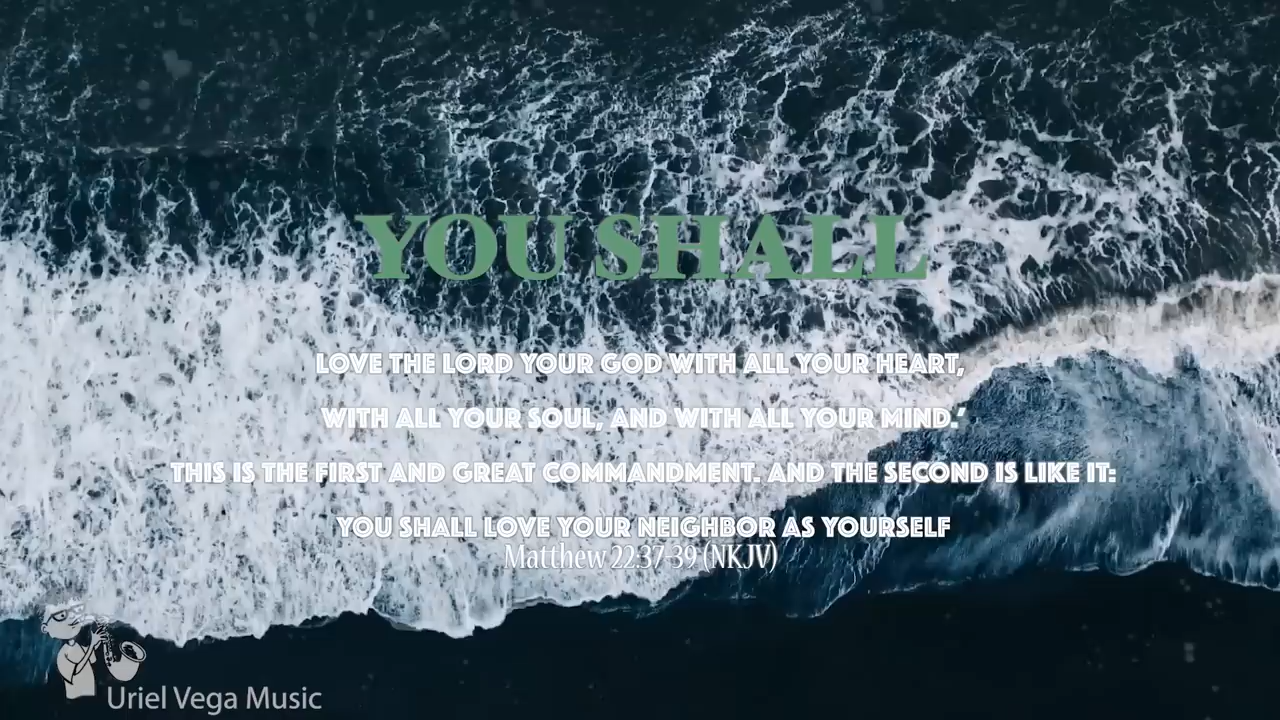 YOU SHALL
LOVE THE LORD YOUR GOD WITH ALL YOUR HEART,
WITH ALL YOUR SOUL, AND WITH ALL YOUR MIND.’
THIS IS THE FIRST AND GREAT COMMANDMENT. AND THE SECOND IS LIKE IT:
YOU SHALL LOVE YOUR NEIGHBOR AS YOURSELF
Matthew 22:37-39 (NKJV)
Uriel Vega Music